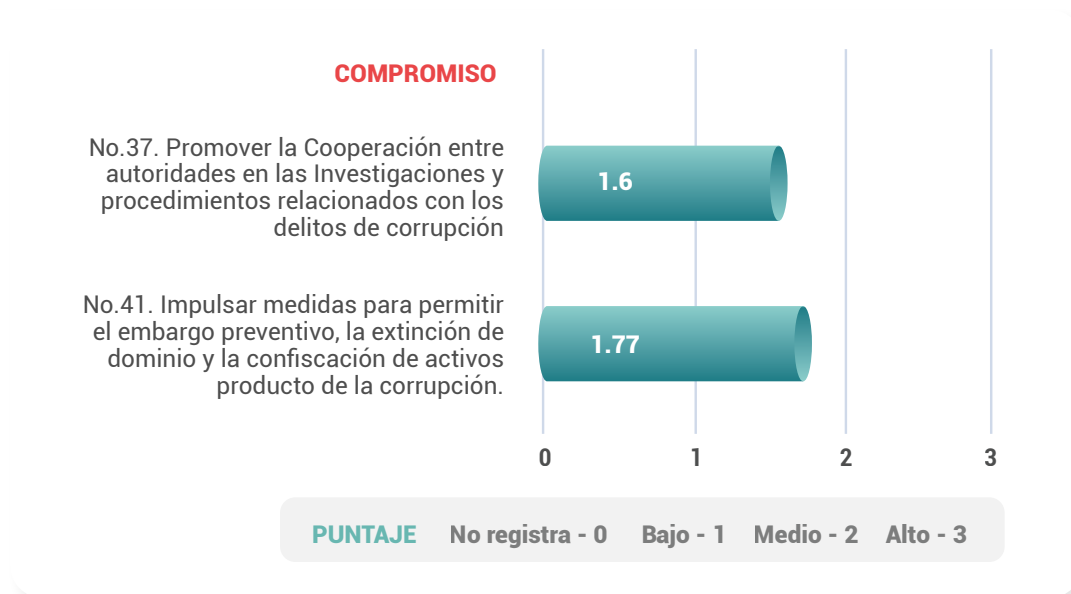 COMPROMISO
No.37. Promover la Cooperación entre
autoridades en las Investigaciones y
procedimientos relacionados con los
delitos de corrupción
1.6
No.41. Impulsar medidas para permitir
el embargo preventivo, la extinción de
dominio y la confiscación de activos
producto de la corrupción.
1.77
0 1 2 3
PUNTAJE No registra - 0 Bajo - 1 Medio - 2 Alto - 3